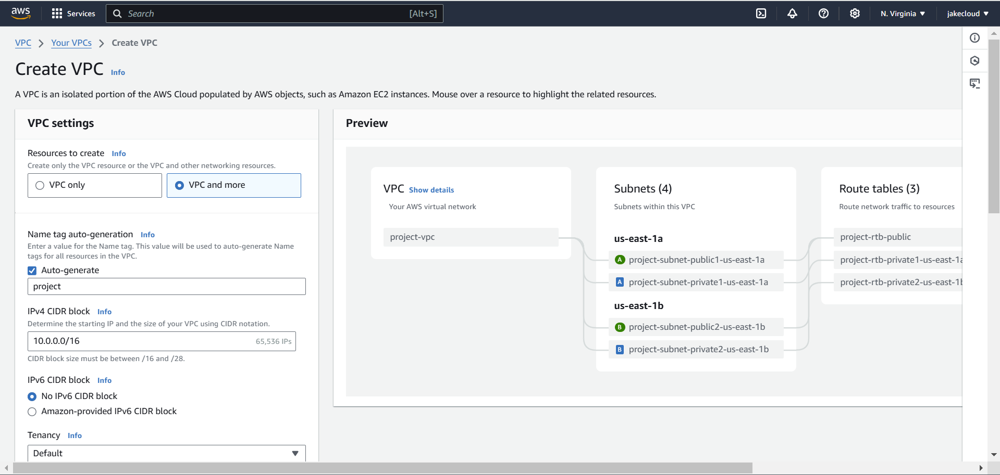 aws
Services
Search
[Alt+S]
N. Virginia
jakecloud
VPC
Your VPCs
Create VPC
Create VPC
Info
A VPC is an isolated portion of the AWS Cloud populated by AWS objects, such as Amazon EC2 instances. Mouse over a resource to highlight the related resources.
VPC settings
Resources to create Info
Create only the VPC resource or the VPC and other networking resources.
VPC only
VPC and more
Name tag auto-generation Info
Enter a value for the Name tag. This value will be used to auto-generate Name
tags for all resources in the VPC.
Auto-generate
project
IPv4 CIDR block Info
Determine the starting IP and the size of your VPC using CIDR notation.
10.0.0.0/16
65,536 IPs
CIDR block size must be between /16 and /28.
IPv6 CIDR block Info
No IPv6 CIDR block
Amazon-provided IPv6 CIDR block
Tenancy Info
Default
Preview
VPC Show details
Your AWS virtual network
project-vpc
Subnets (4)
Subnets within this VPC
us-east-1a
A project-subnet-public1-us-east-1a
A project-subnet-private1-us-east-1a
us-east-1b
B project-subnet-public2-us-east-1b
B project-subnet-private2-us-east-1b
Route tables (3)
Route network traffic to resources
project-rtb-public
project-rtb-private1-us-east-1a
project-rtb-private2-us-east-1b